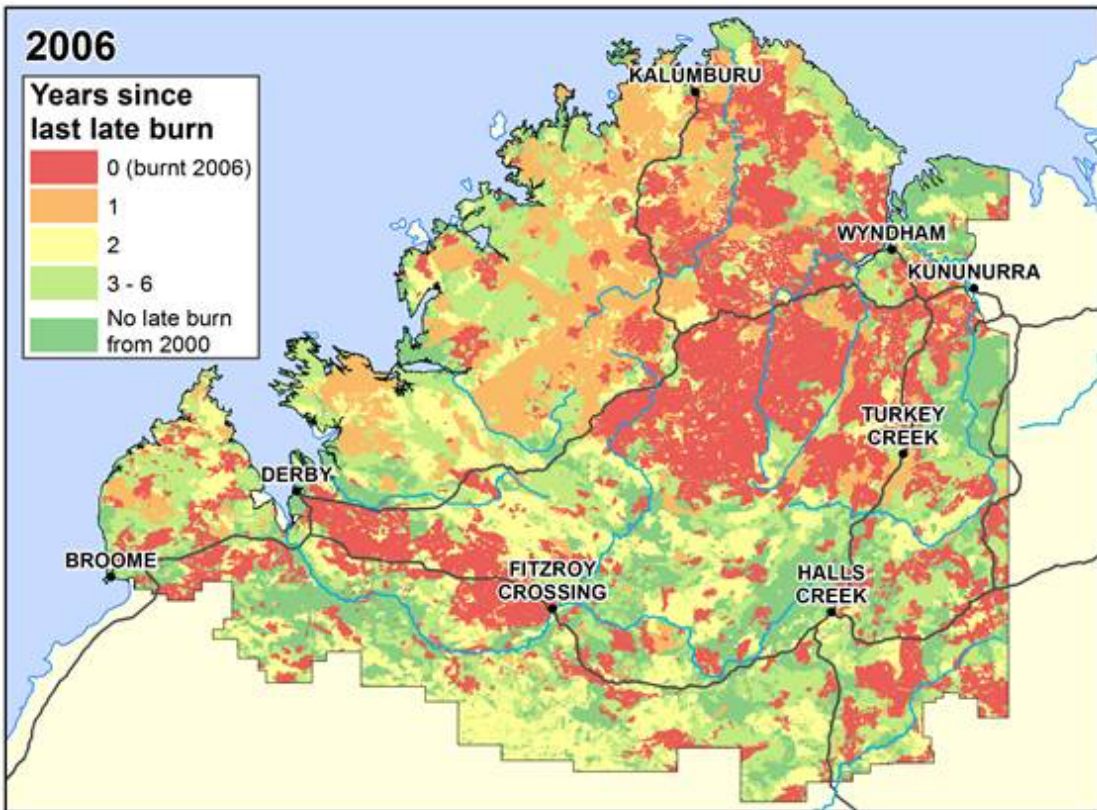 2006
Years since
last late burn
0 (burnt 2006)
1
2
3 - 6
No late burn
from 2000
KALUMBURU
WYNDHAM
KUNUNURRA
TURKEY
CREEK
DERBY
BROOME
FITZROY
CROSSING
HALLS
CREEK